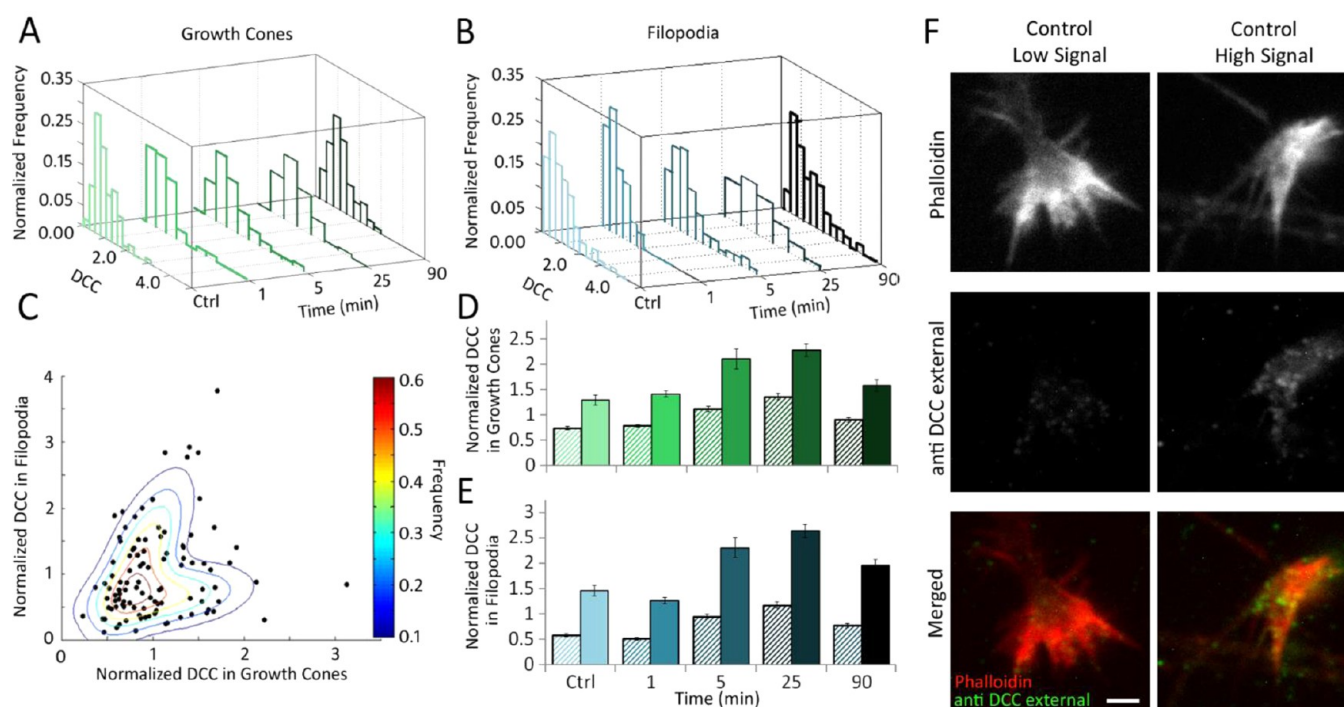 A
Growth Cones
Normalized Frequency
0.35
0.25
0.15
0.05
0.00
2.0
4.0
DCC
Ctrl
1
5
25
90
Time (min)
B
Filopodia
Normalized Frequency
0.35
0.25
0.15
0.05
0.00
2.0
4.0
DCC
Ctrl
1
5
25
90
Time (min)
C
Normalized DCC in Filopodia
4
3
2
1
0
0
1
2
3
Normalized DCC in Growth Cones
0.6
0.5
0.4
0.3
0.2
0.1
Frequency
D
Normalized DCC
in Growth Cones
2.5
2
1.5
1
0.5
0
E
Normalized DCC
in Filopodia
3
2.5
2
1.5
1
0.5
0
Ctrl
1
5
25
90
Time (min)
F
Control
Low Signal
Control
High Signal
Phalloidin
anti DCC external
Merged
Phalloidin
anti DCC external